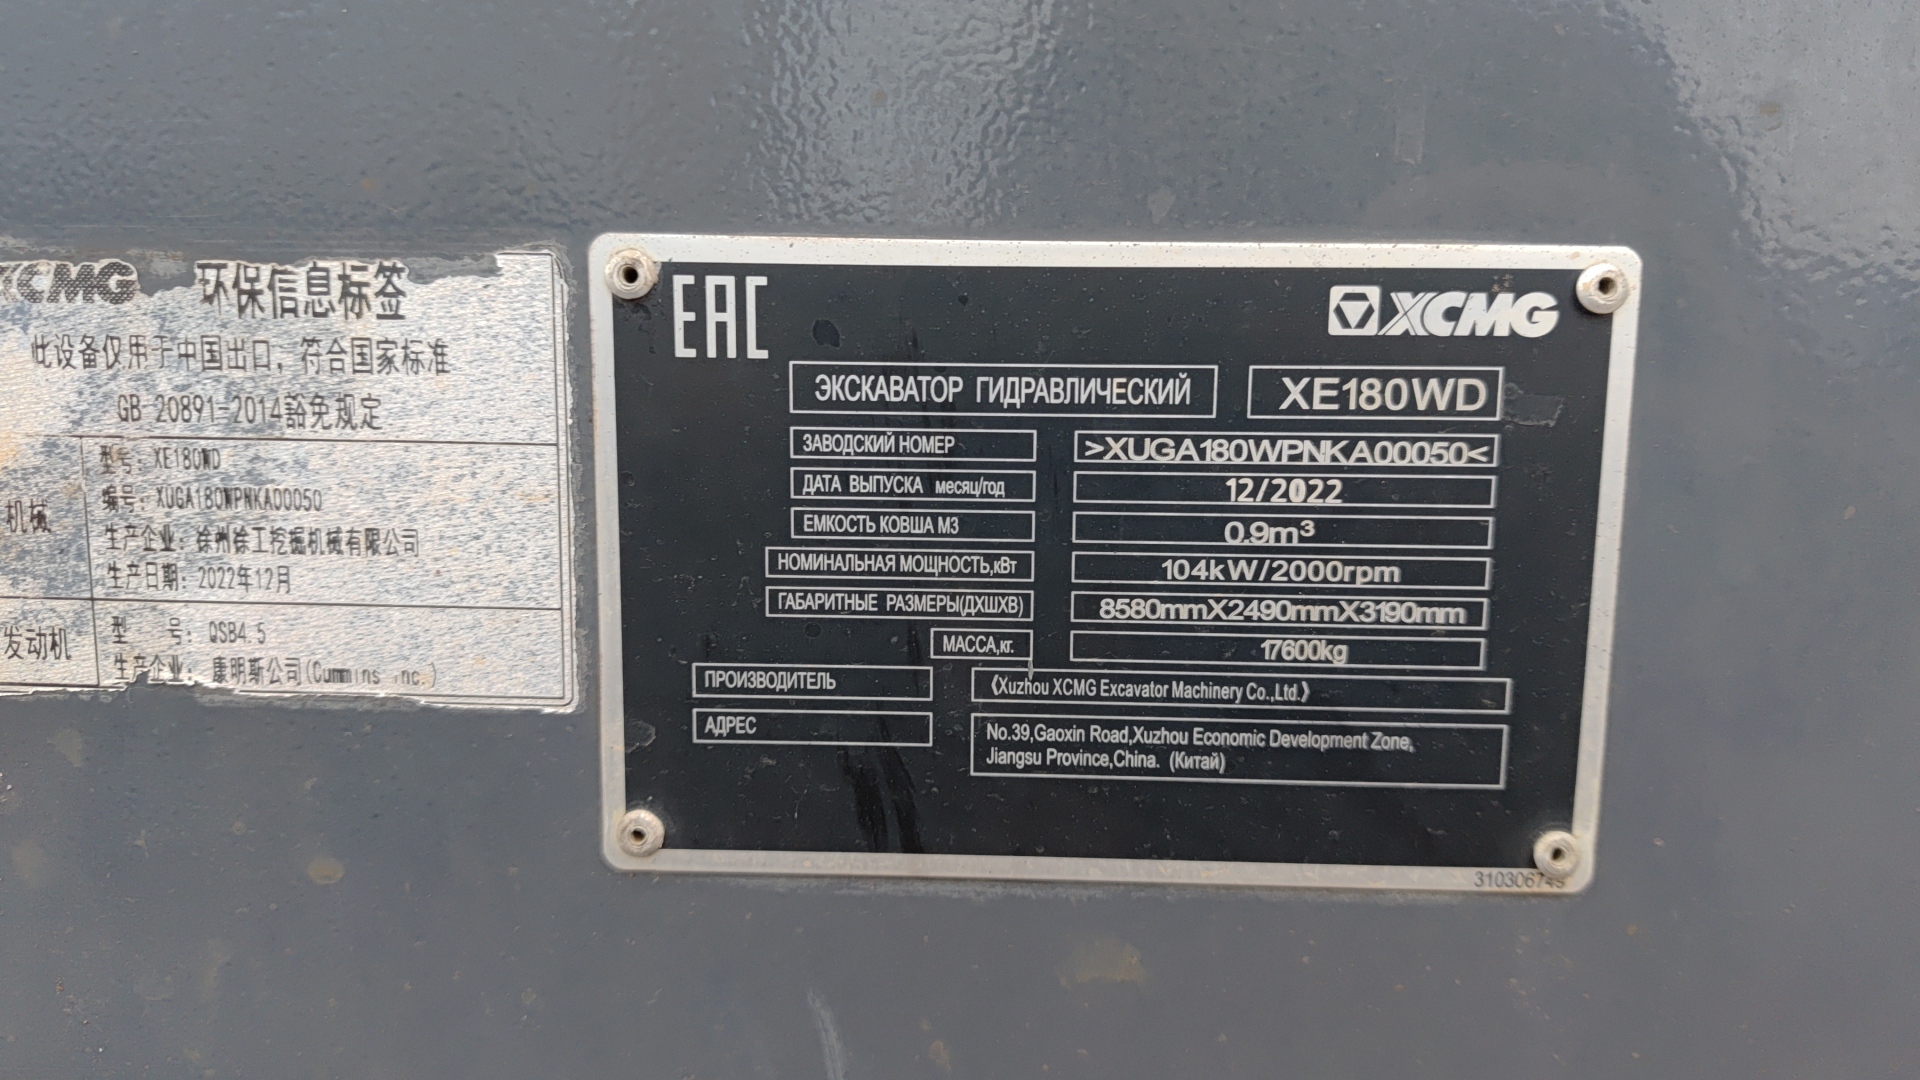 XCMG 环保信息标签
此设备仅用于中国出口，符合国家标准
GB 20891-2014豁免规定
机械
型号：XE180WD
编号：XUGA180WPNKA00050
生产企业：徐州徐工挖掘机械有限公司
生产日期：2022年12月
发动机
型 号：QSB4.5
生产企业：康明斯公司(Cummins inc.)
EAC
XCMG
ЭКСКАВАТОР ГИДРАВЛИЧЕСКИЙ XE180WD
ЗАВОДСКИЙ НОМЕР >XUGA180WPNKA00050<
ДАТА ВЫПУСКА месяц/год 12/2022
ЕМКОСТЬ КОВША М3 0.9m³
НОМИНАЛЬНАЯ МОЩНОСТЬ,кВт 104kW/2000rpm
ГАБАРИТНЫЕ РАЗМЕРЫ(ДХШХВ) 8580mmX2490mmX3190mm
МАССА,кг. 17600kg
ПРОИЗВОДИТЕЛЬ 《Xuzhou XCMG Excavator Machinery Co.,Ltd.》
АДРЕС No.39,Gaoxin Road,Xuzhou Economic Development Zone,
Jiangsu Province,China. (Китай)